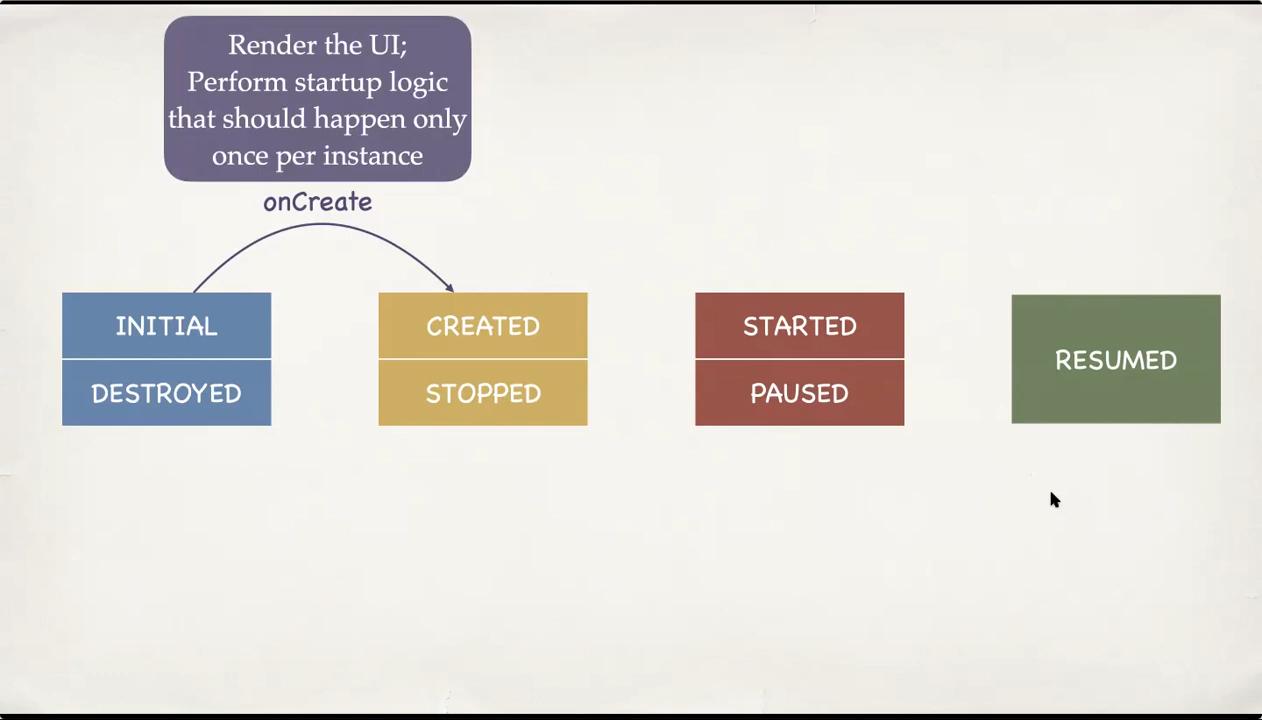 Render the UI;
Perform startup logic
that should happen only
once per instance
onCreate
INITIAL
DESTROYED
CREATED
STOPPED
STARTED
PAUSED
RESUMED